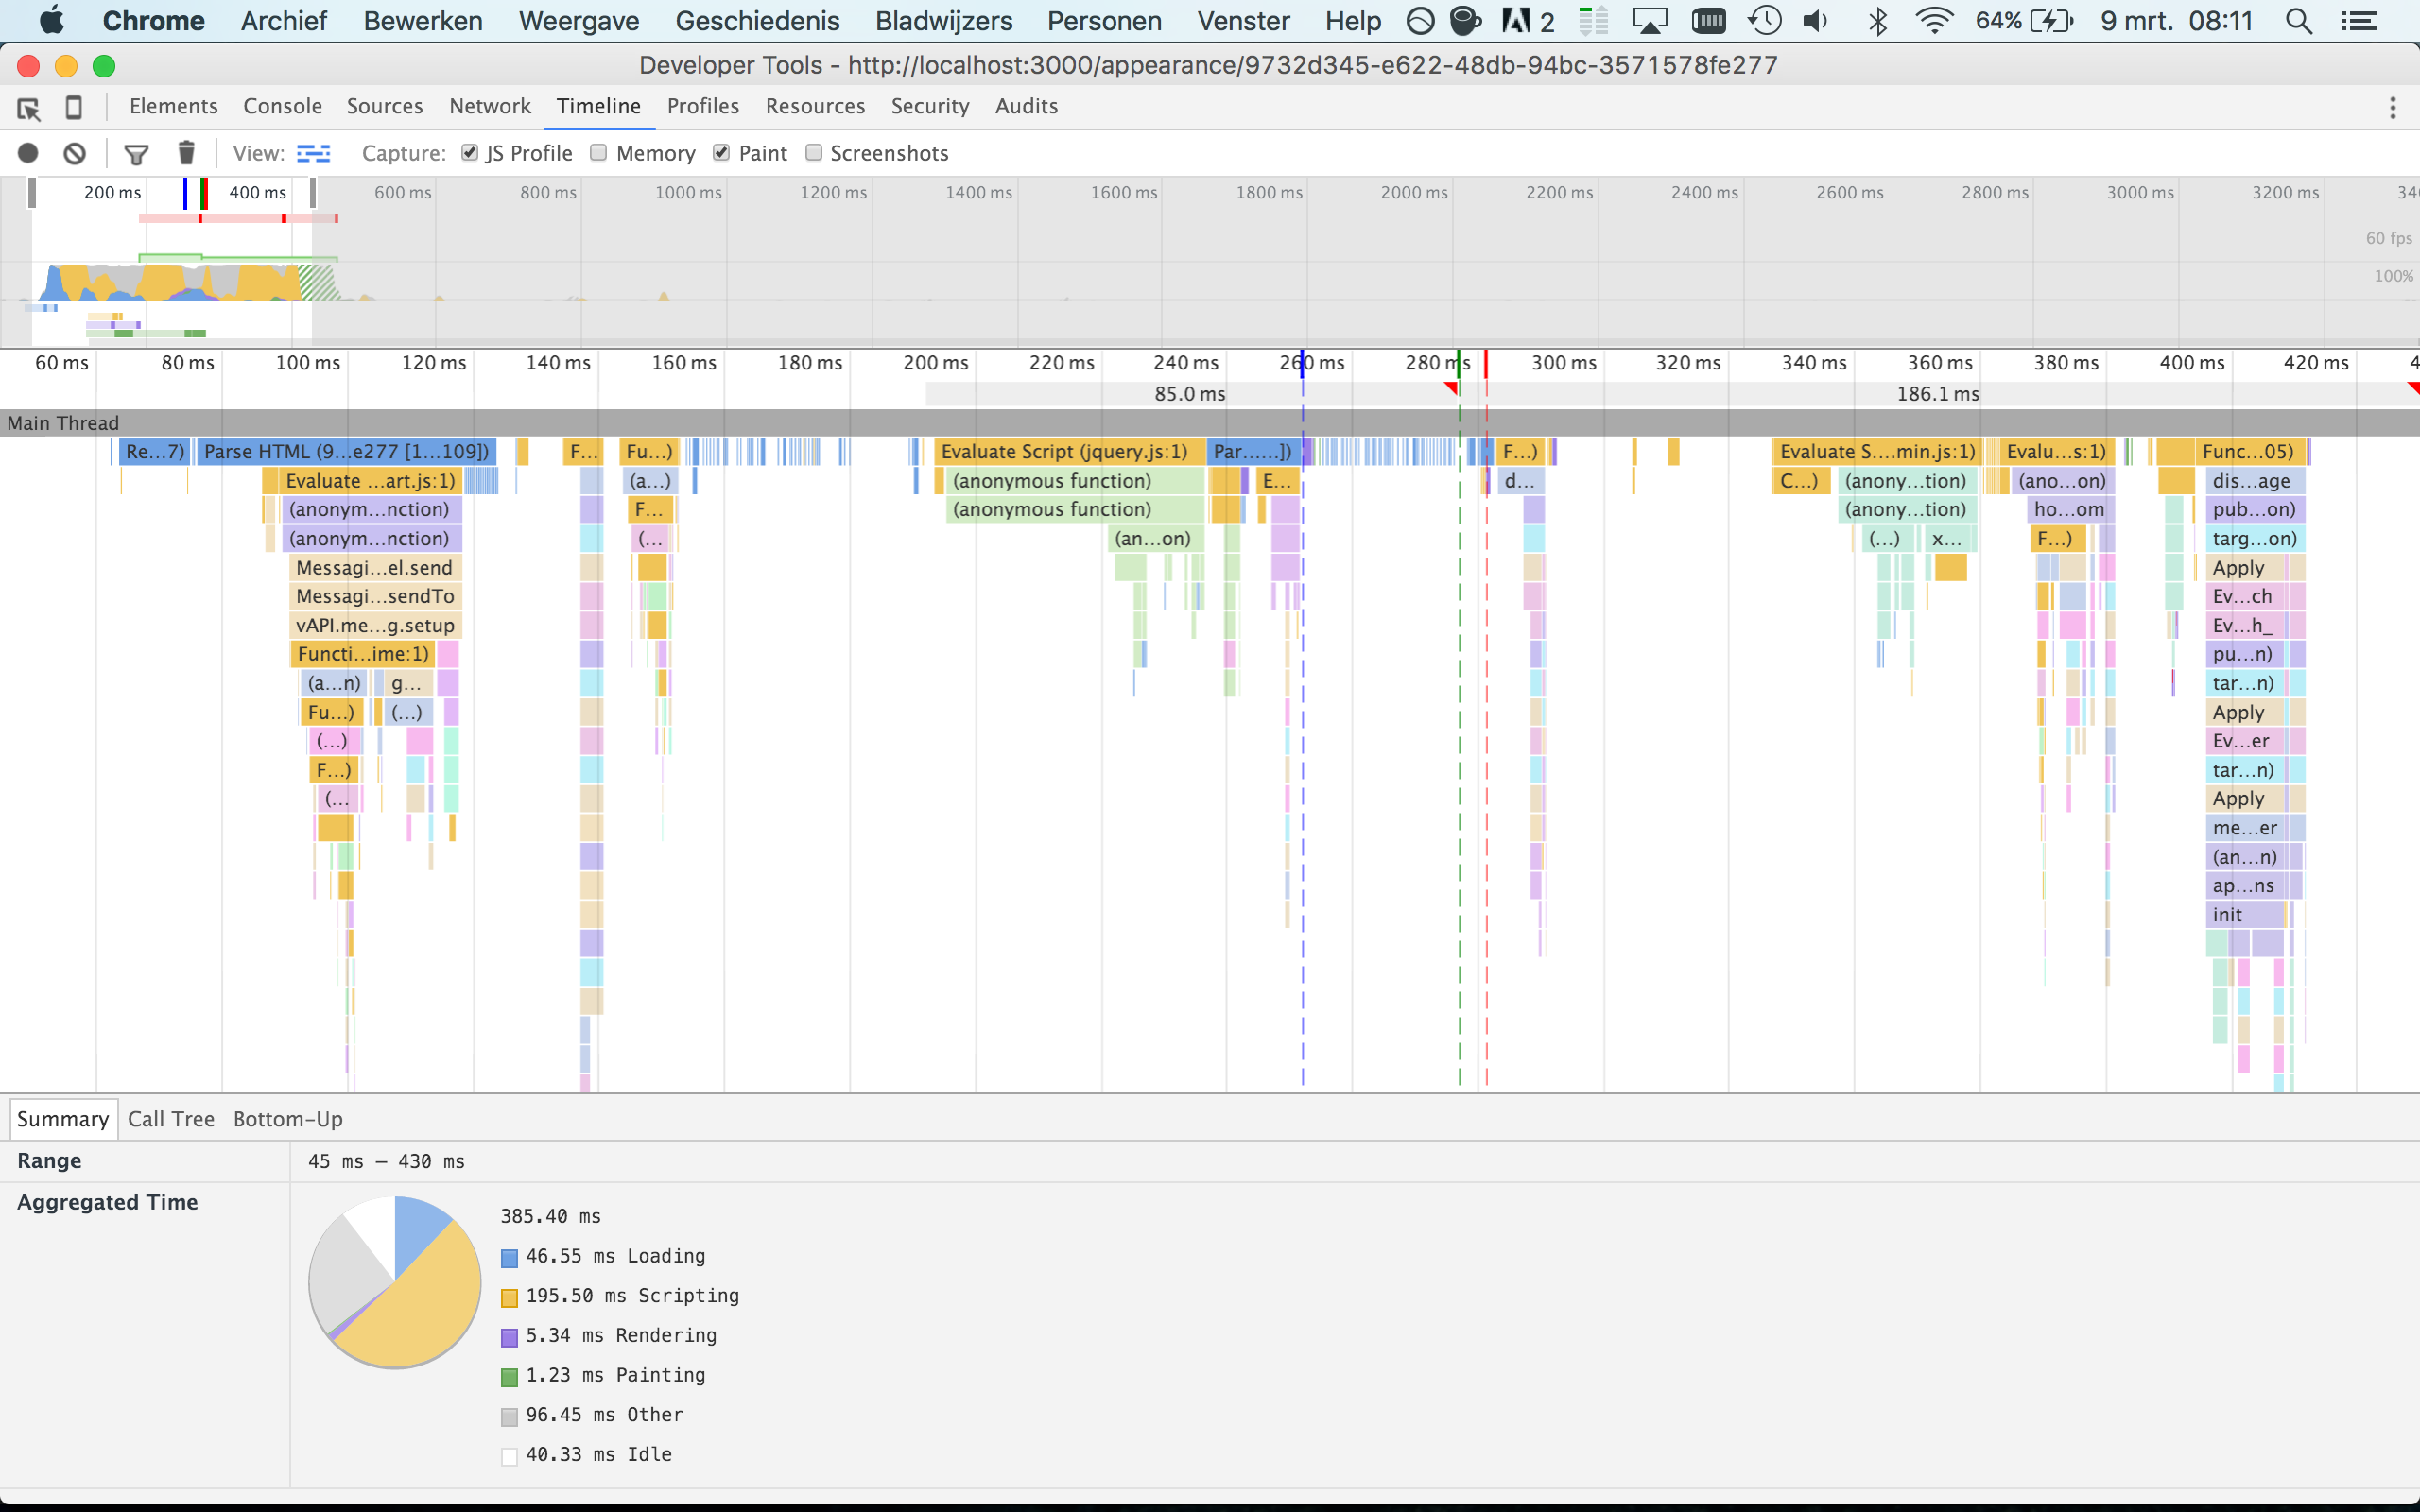 Chrome Archief Bewerken Weergave Geschiedenis Bladwijzers Personen Venster Help 2 64% 9 mrt. 08:11
Developer Tools - http://localhost:3000/appearance/9732d345-e622-48db-94bc-3571578fe277
Elements Console Sources Network Timeline Profiles Resources Security Audits
View: Capture: JS Profile Memory Paint Screenshots
200 ms 400 ms 600 ms 800 ms 1000 ms 1200 ms 1400 ms 1600 ms 1800 ms 2000 ms 2200 ms 2400 ms 2600 ms 2800 ms 3000 ms 3200 ms 340
60 fps
100%
60 ms 80 ms 100 ms 120 ms 140 ms 160 ms 180 ms 200 ms 220 ms 240 ms 260 ms 280 ms 300 ms 320 ms 340 ms 360 ms 380 ms 400 ms 420 ms 4
85.0 ms 186.1 ms
Main Thread
Re...7) Parse HTML (9...e277 [1...109]) F... Fu...) Evaluate Script (jquery.js:1) Par......]) F...) Evaluate S....min.js:1) Evalu...s:1) Func...05)
Evaluate ...art.js:1) (a...) (anonymous function) E... d... C...) (anony...tion) (ano...on) dis...age
(anonym...nction) F... (anonymous function) (anony...tion) ho...om pub...on)
(anonym...nction) (... (an...on) (...) x... F...) targ...on)
Messagi...el.send Apply
Messagi...sendTo Ev...ch
vAPI.me...g.setup Ev...h_
Functi...ime:1) pu...n)
(a...n) g... tar...n)
Fu...) (...) Apply
(...) Ev...er
F...) tar...n)
(... Apply
me...er
(an...n)
ap...ns
init
Summary Call Tree Bottom-Up
Range 45 ms – 430 ms
Aggregated Time
385.40 ms
46.55 ms Loading
195.50 ms Scripting
5.34 ms Rendering
1.23 ms Painting
96.45 ms Other
40.33 ms Idle